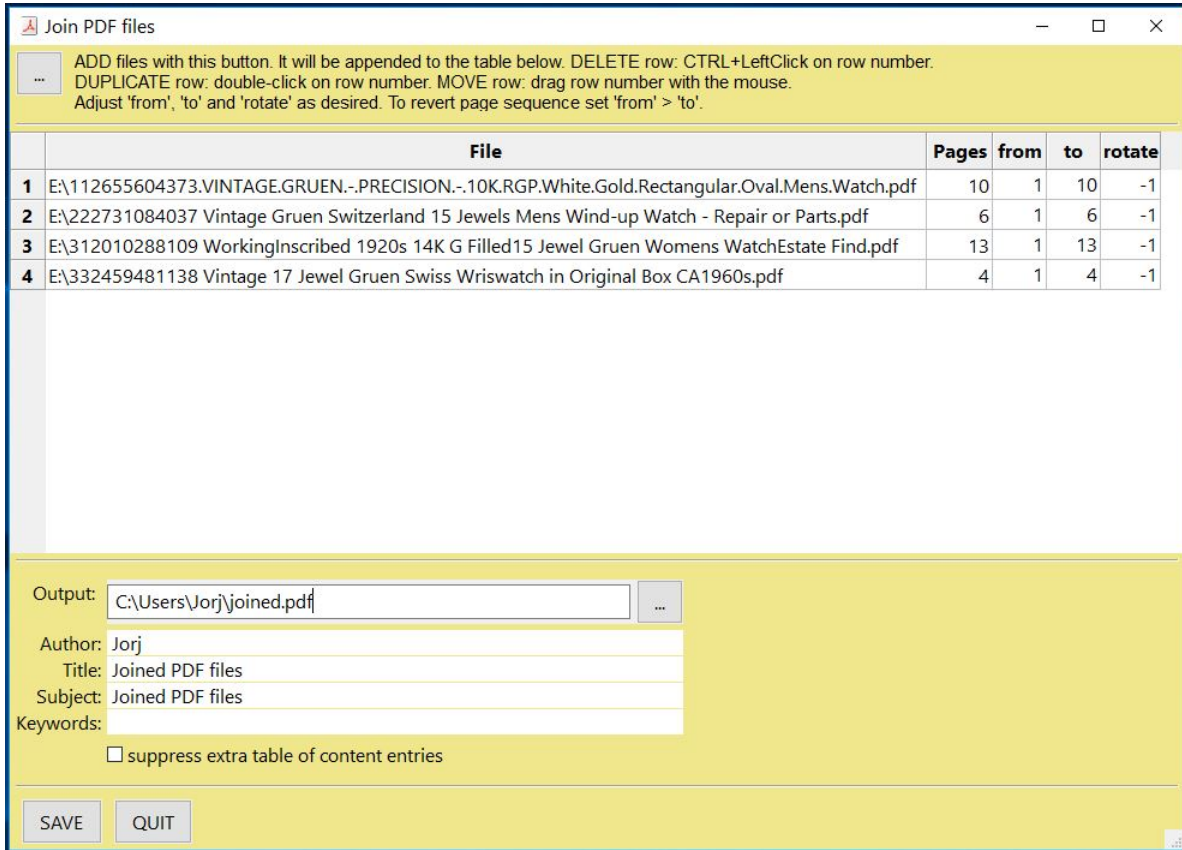 Join PDF files
...
ADD files with this button. It will be appended to the table below. DELETE row: CTRL+LeftClick on row number.
DUPLICATE row: double-click on row number. MOVE row: drag row number with the mouse.
Adjust 'from', 'to' and 'rotate' as desired. To revert page sequence set 'from' > 'to'.
File Pages from to rotate
1 E:\112655604373.VINTAGE.GRUEN.-.PRECISION.-.10K.RGP.White.Gold.Rectangular.Oval.Mens.Watch.pdf 10 1 10 -1
2 E:\222731084037 Vintage Gruen Switzerland 15 Jewels Mens Wind-up Watch - Repair or Parts.pdf 6 1 6 -1
3 E:\312010288109 WorkingInscribed 1920s 14K G Filled15 Jewel Gruen Womens WatchEstate Find.pdf 13 1 13 -1
4 E:\332459481138 Vintage 17 Jewel Gruen Swiss Wriswatch in Original Box CA1960s.pdf 4 1 4 -1
Output: C:\Users\Jorj\joined.pdf ...
Author: Jorj
Title: Joined PDF files
Subject: Joined PDF files
Keywords:
suppress extra table of content entries
SAVE QUIT